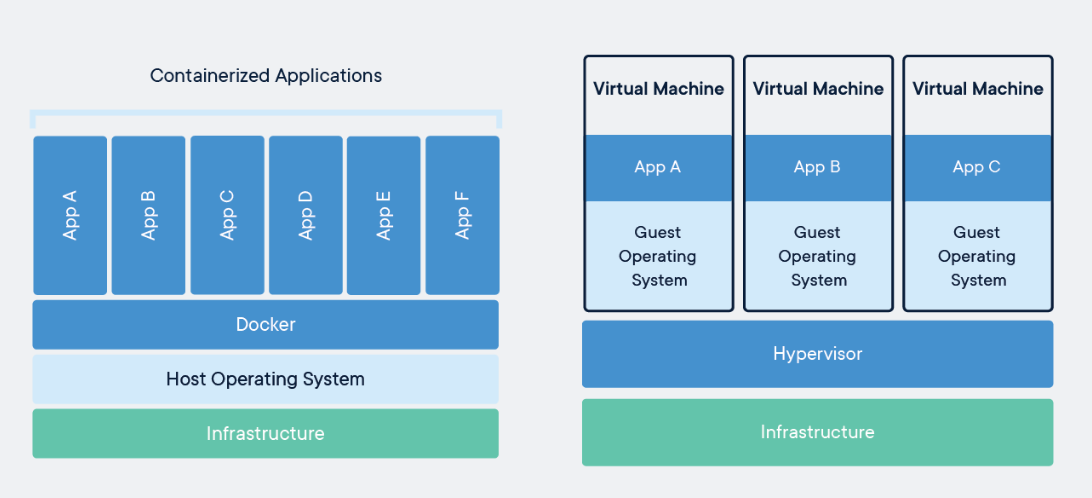 Containerized Applications
App A
App B
App C
App D
App E
App F
Docker
Host Operating System
Infrastructure
Virtual Machine
App A
Guest
Operating
System
Virtual Machine
App B
Guest
Operating
System
Virtual Machine
App C
Guest
Operating
System
Hypervisor
Infrastructure